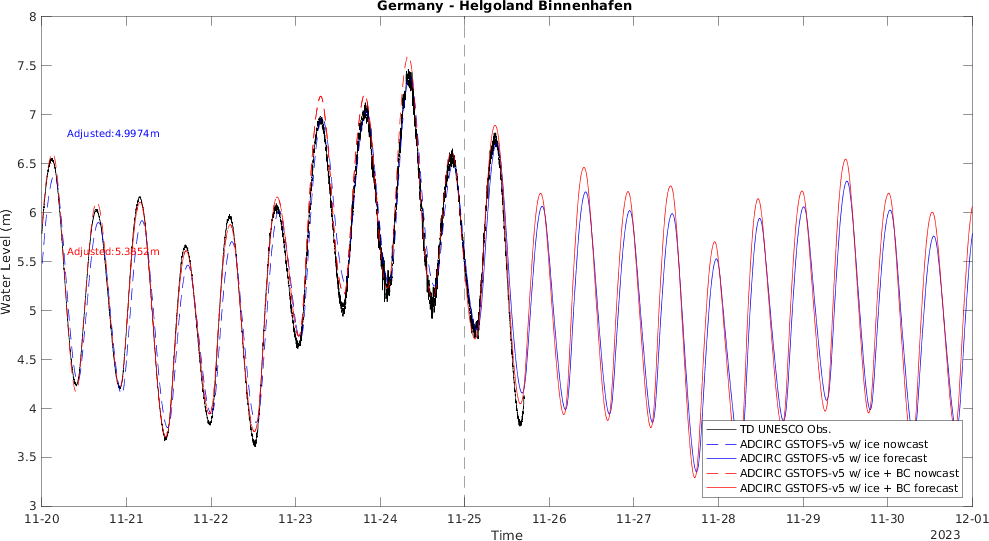 Germany - Helgoland Binnenhafen
8
7.5
7
6.5
6
5.5
5
4.5
4
3.5
3
Water Level (m)
Adjusted:4.9974m
Adjusted:5.3352m
TD UNESCO Obs.
ADCIRC GSTOFS-v5 w/ ice nowcast
ADCIRC GSTOFS-v5 w/ ice forecast
ADCIRC GSTOFS-v5 w/ ice + BC nowcast
ADCIRC GSTOFS-v5 w/ ice + BC forecast
11-20 11-21 11-22 11-23 11-24 11-25 11-26 11-27 11-28 11-29 11-30 12-01
Time
2023